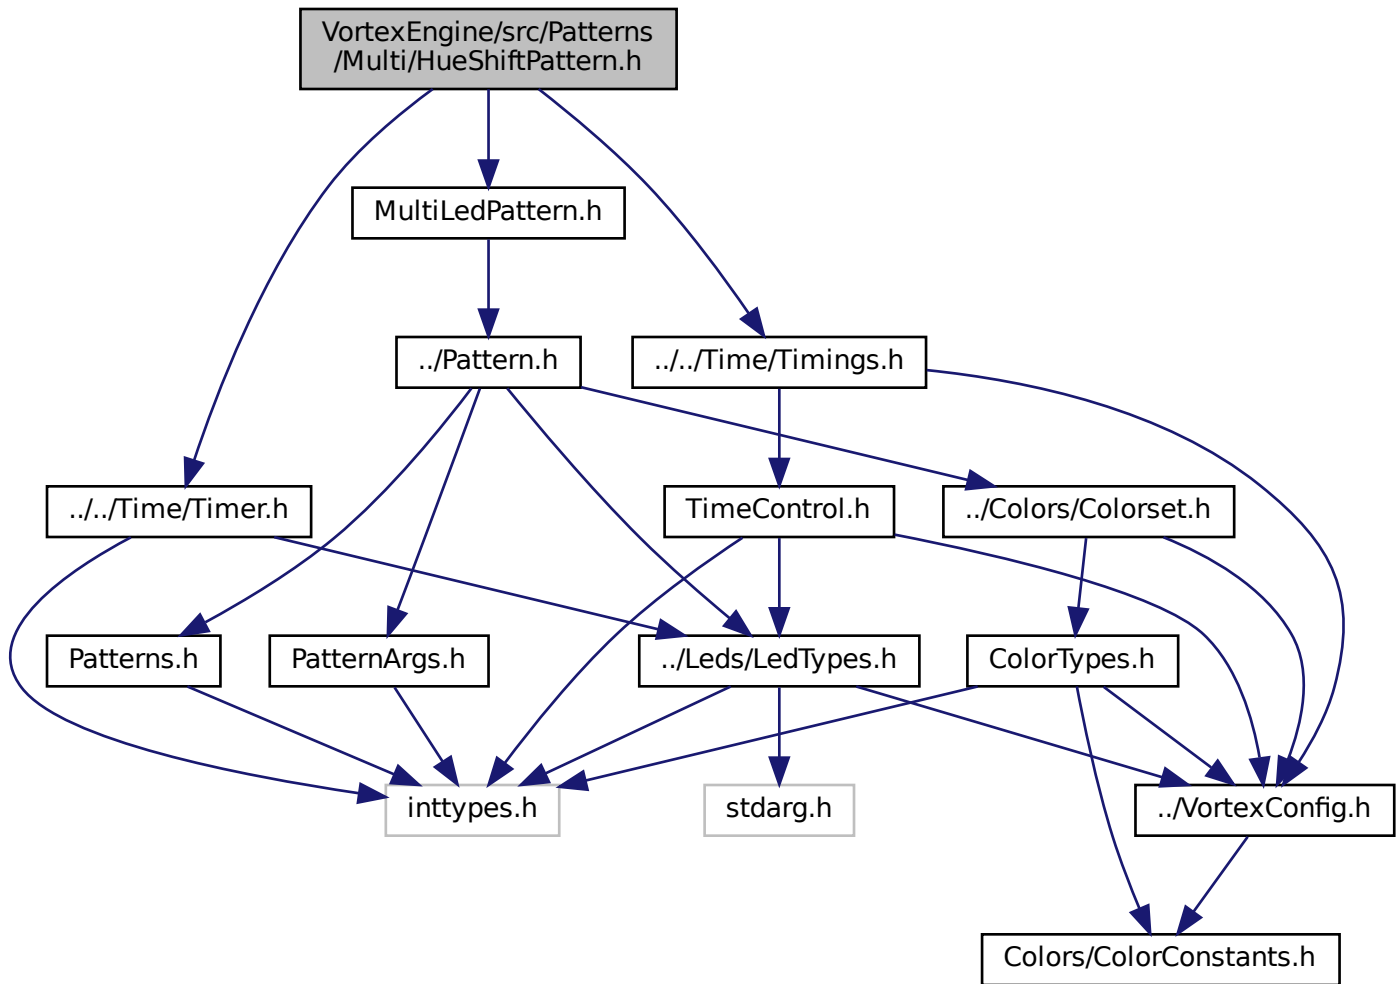 VortexEngine/src/Patterns
/Multi/HueShiftPattern.h
MultiLedPattern.h
../Pattern.h
../../Time/Timings.h
../../Time/Timer.h
TimeControl.h
../Colors/Colorset.h
Patterns.h
PatternArgs.h
../Leds/LedTypes.h
ColorTypes.h
inttypes.h
stdarg.h
../VortexConfig.h
Colors/ColorConstants.h